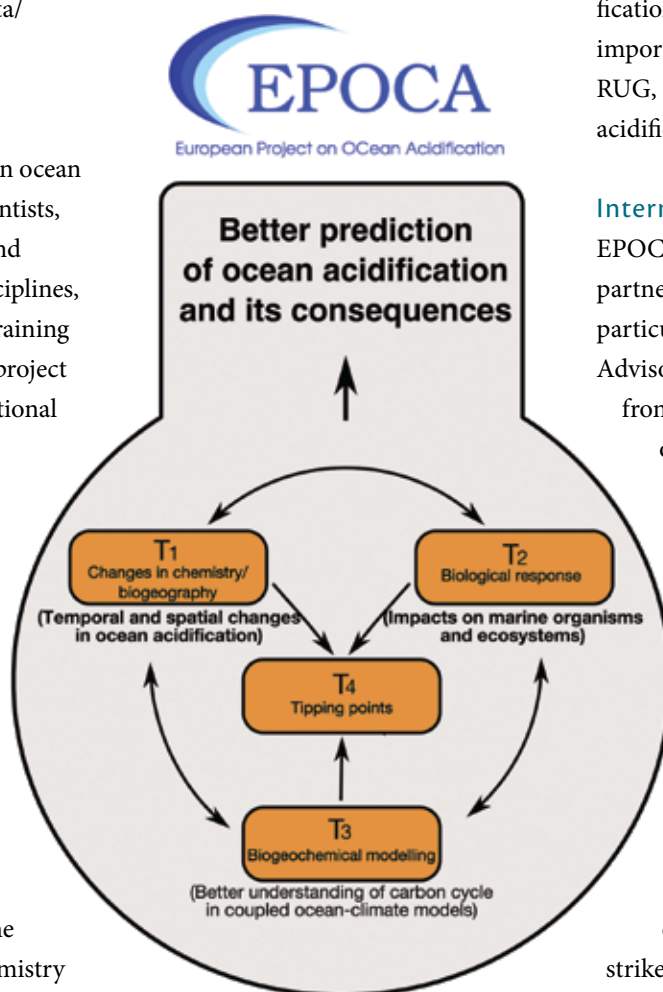 ta/
n ocean
ntists,
nd
ciplines,
raining
project
tional
ne
mistry
EPOCA
European Project on OCean Acidification
Better prediction
of ocean acidification
and its consequences
T1
Changes in chemistry/
biogeography
(Temporal and spatial changes
in ocean acidification)
T2
Biological response
(Impacts on marine organisms
and ecosystems)
T4
Tipping points
T3
Biogeochemical modelling
(Better understanding of carbon cycle
in coupled ocean-climate models)
fication
impor
RUG,
acidifi
Intern
EPOC
partne
particu
Adviso
from
strike